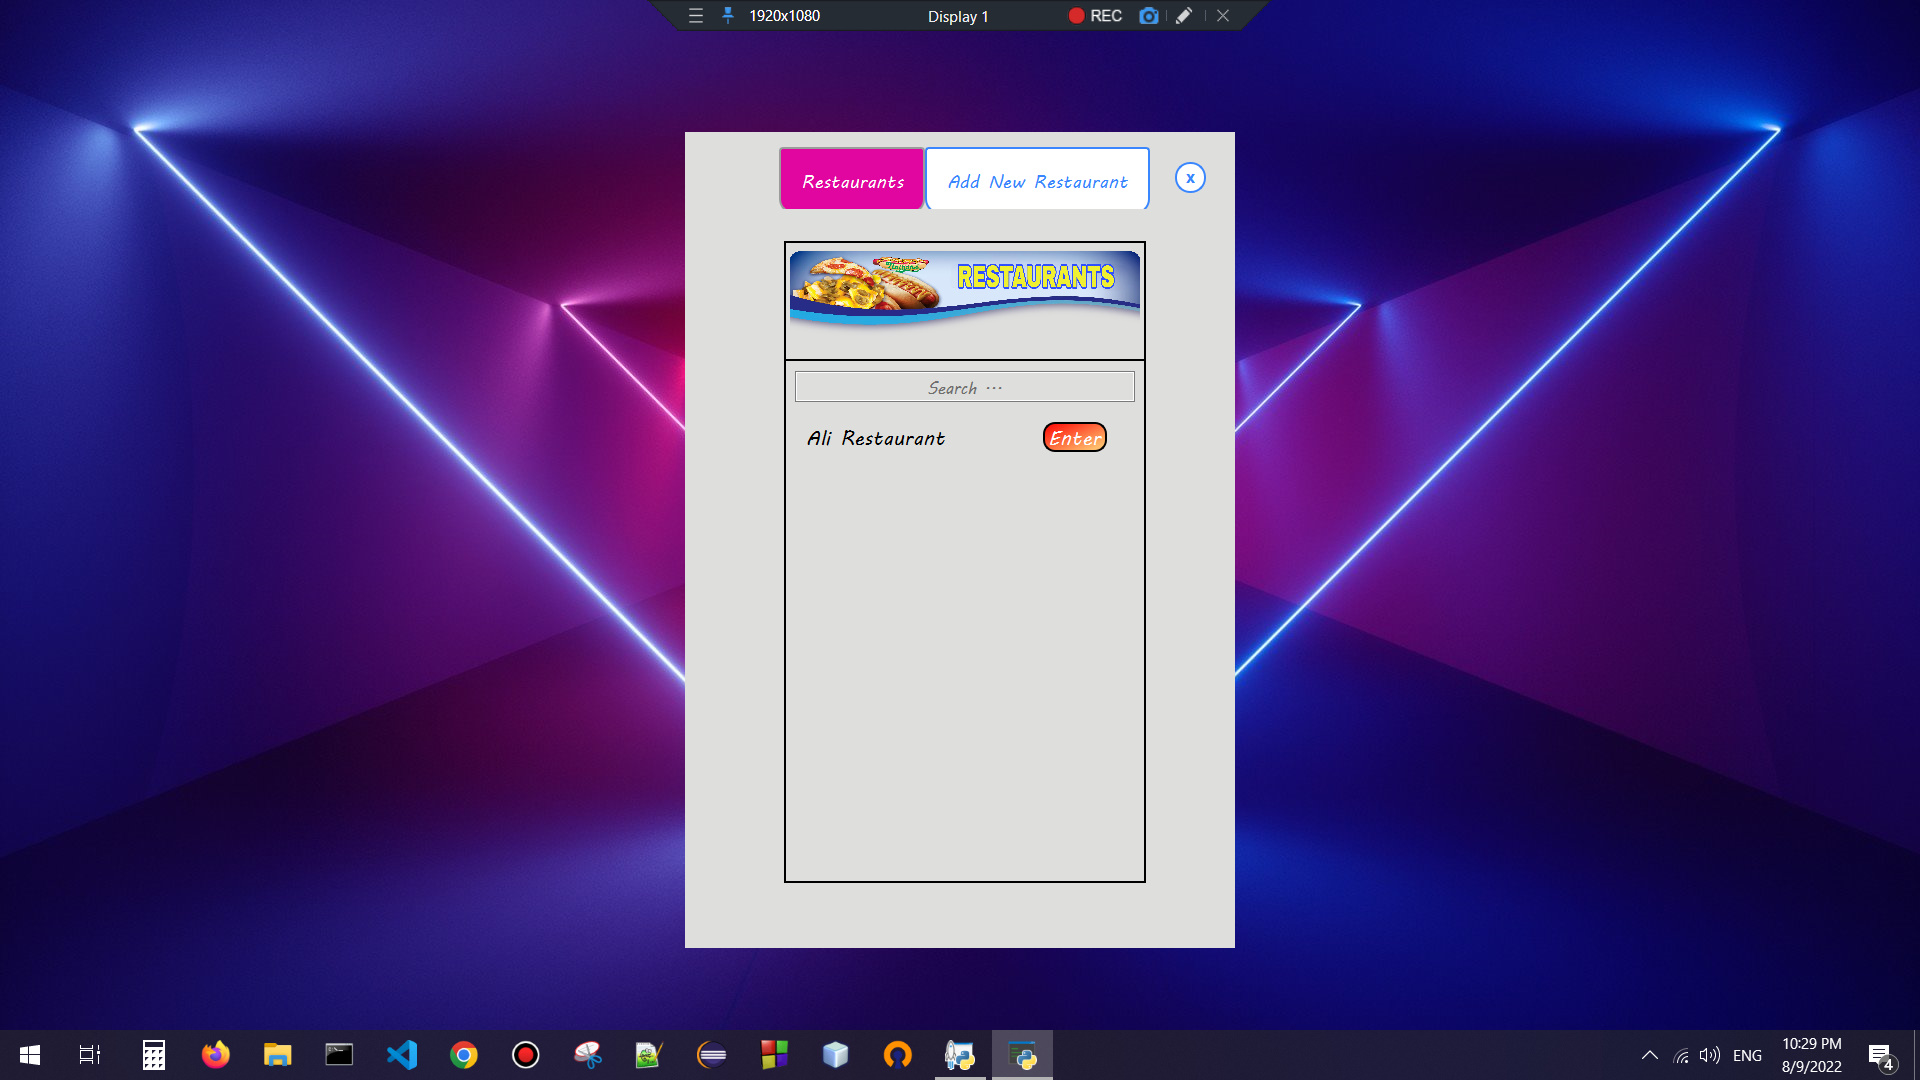 1920x1080
Display 1
REC
Restaurants
Add New Restaurant
x
RESTAURANTS
Search ...
Ali Restaurant
Enter
ENG
10:29 PM
8/9/2022
4